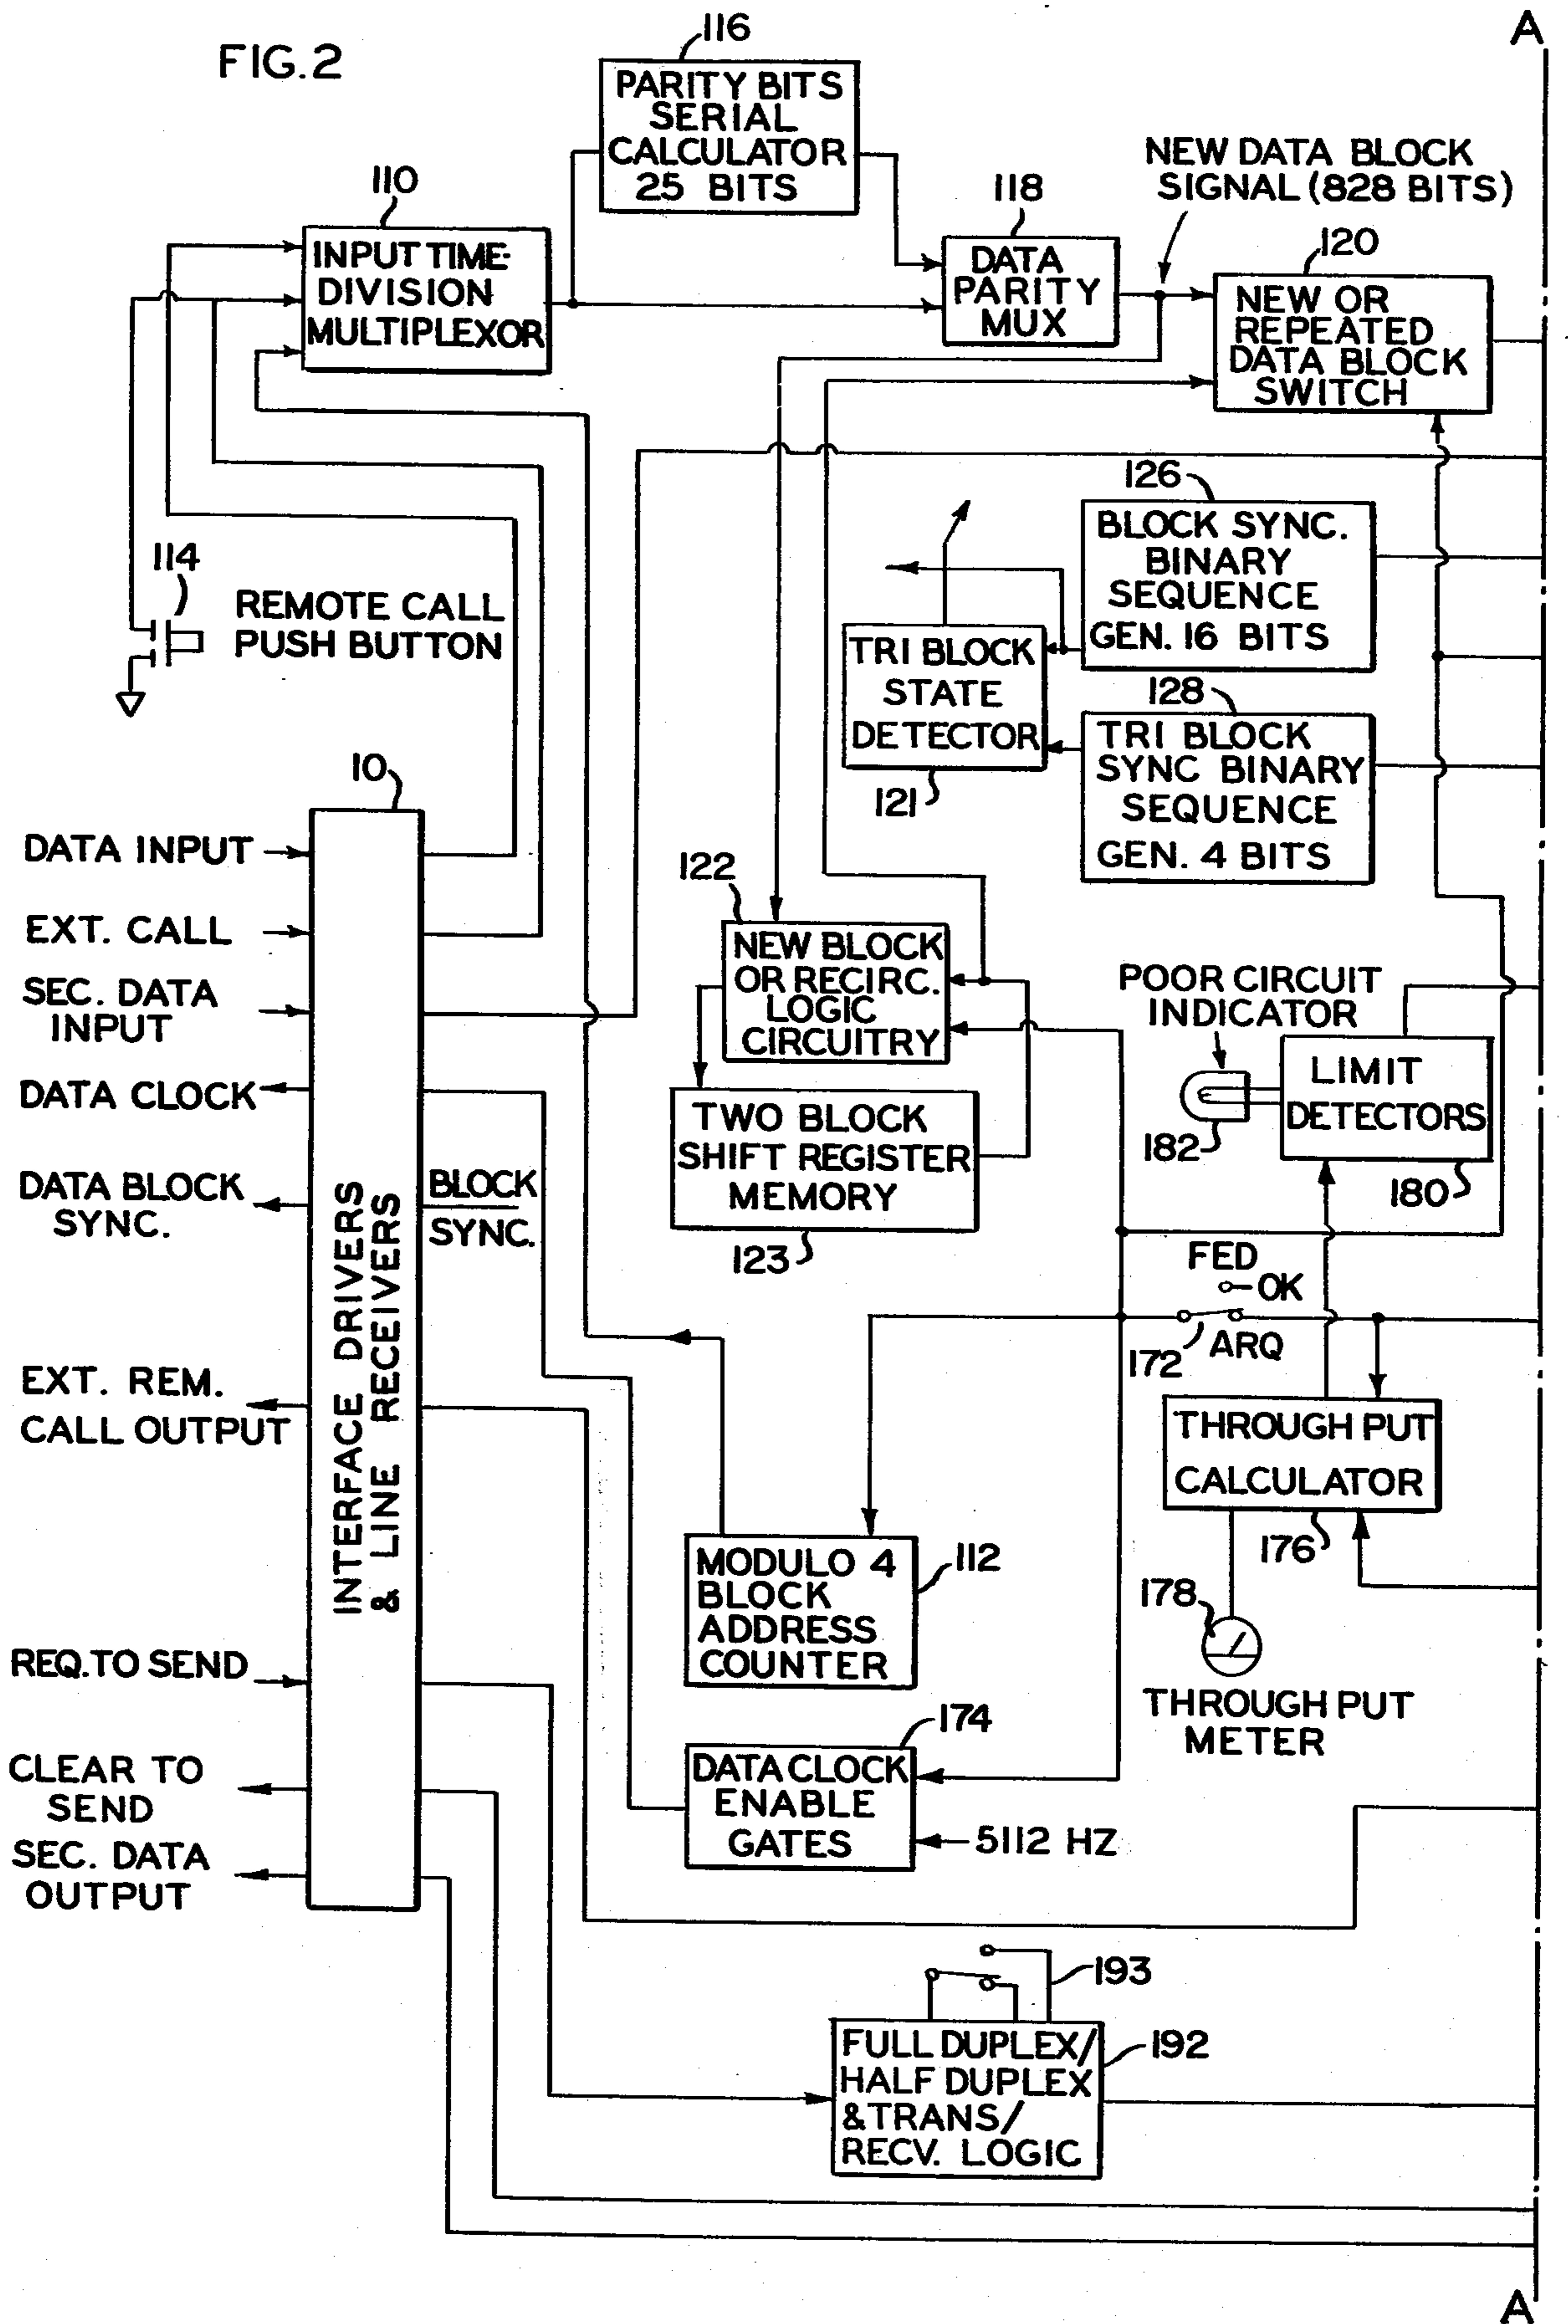 A
FIG.2
116
PARITY BITS
SERIAL
CALCULATOR
25 BITS
NEW DATA BLOCK
SIGNAL (828 BITS)
110
INPUT TIME-
DIVISION
MULTIPLEXOR
118
DATA
PARITY
MUX
120
NEW OR
REPEATED
DATA BLOCK
SWITCH
126
BLOCK SYNC.
BINARY
SEQUENCE
GEN. 16 BITS
114
REMOTE CALL
PUSH BUTTON
TRI BLOCK
STATE
DETECTOR
121
128
TRI BLOCK
SYNC BINARY
SEQUENCE
GEN. 4 BITS
10
DATA INPUT
EXT. CALL
SEC. DATA
INPUT
DATA CLOCK
DATA BLOCK
SYNC.
BLOCK
SYNC.
INTERFACE DRIVERS
& LINE RECEIVERS
EXT. REM.
CALL OUTPUT
REQ. TO SEND
CLEAR TO
SEND
SEC. DATA
OUTPUT
122
NEW BLOCK
OR RECIRC.
LOGIC
CIRCUITRY
TWO BLOCK
SHIFT REGISTER
MEMORY
123
POOR CIRCUIT
INDICATOR
LIMIT
DETECTORS
182
180
FED
OK
172
ARQ
THROUGH PUT
CALCULATOR
176
178
THROUGH PUT
METER
MODULO 4
BLOCK
ADDRESS
COUNTER
112
174
DATA CLOCK
ENABLE
GATES
5112 HZ
193
FULL DUPLEX/
HALF DUPLEX
& TRANS/
RECV. LOGIC
192
A